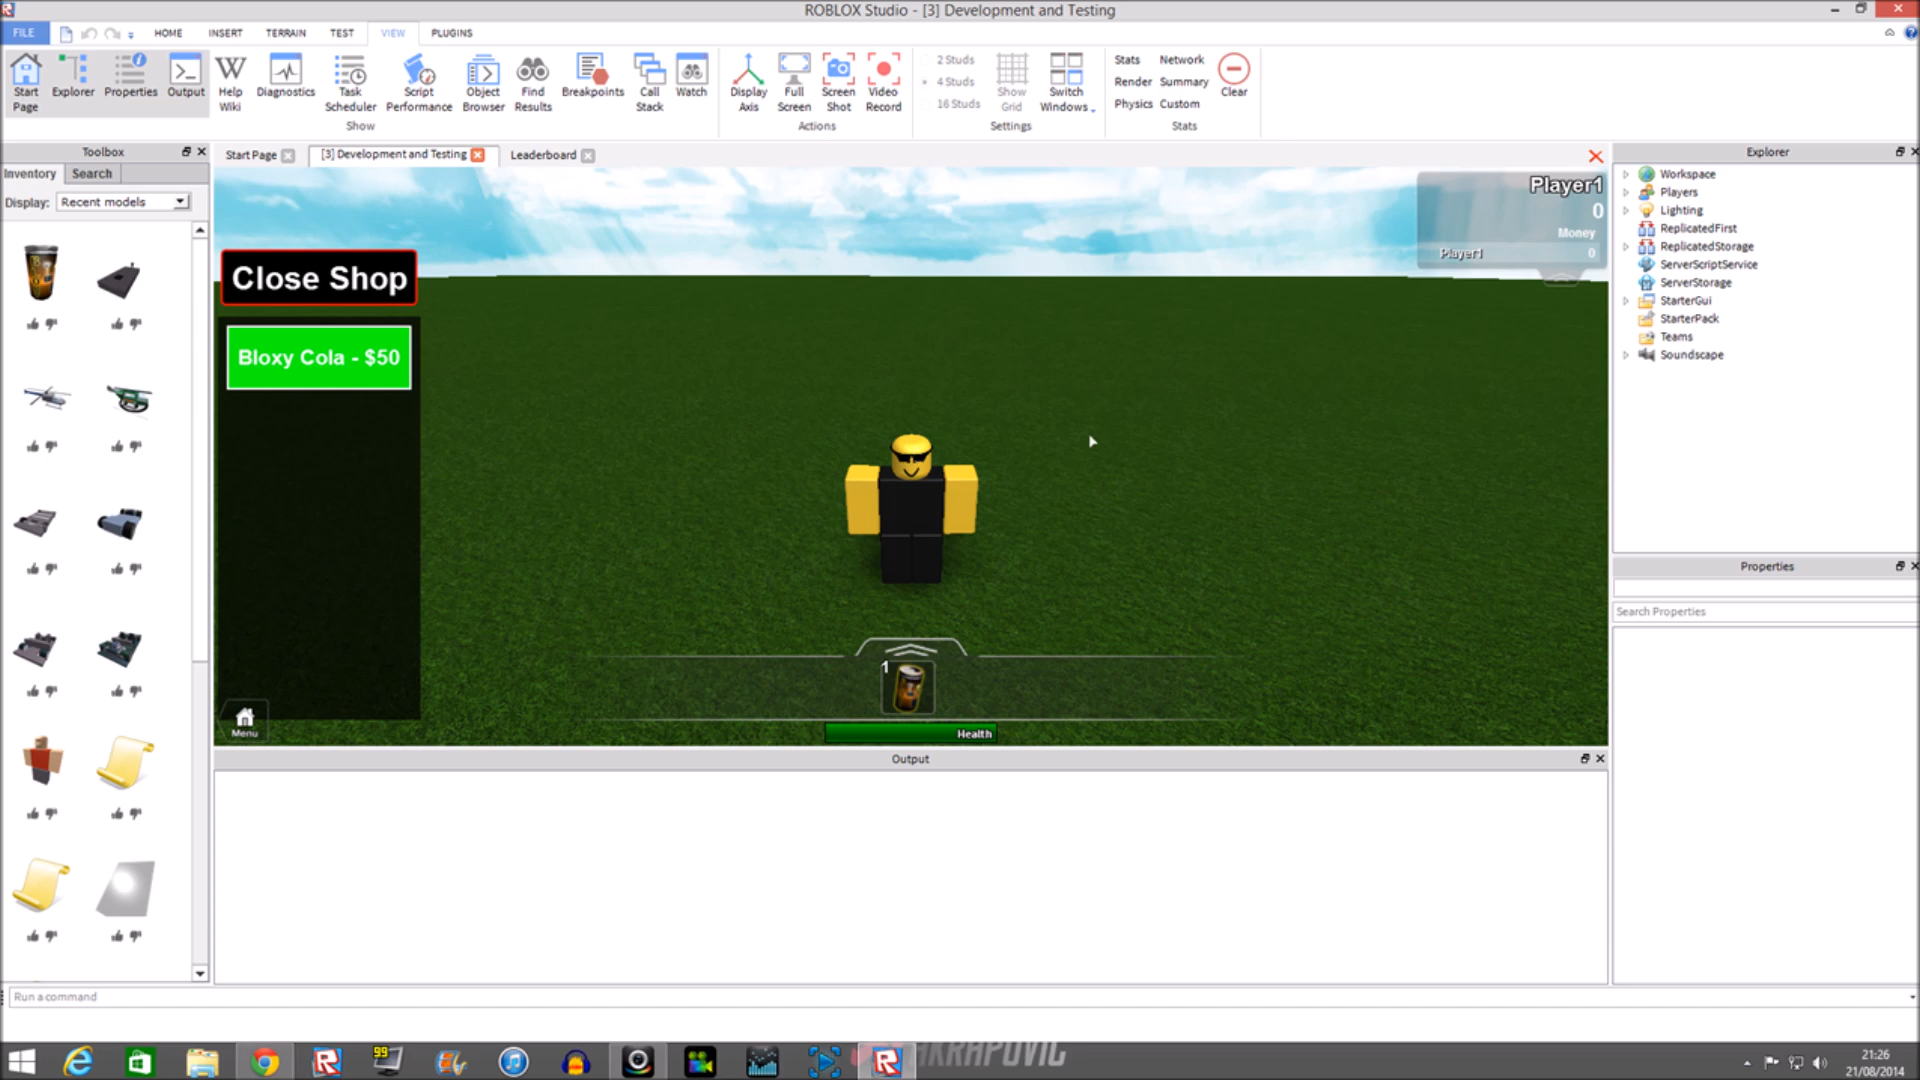 ROBLOX Studio - [3] Development and Testing
FILE HOME INSERT TERRAIN TEST VIEW PLUGINS
Start Page
Explorer
Properties
Output
Help Wiki
Diagnostics
Task Scheduler
Script Performance
Object Browser
Find Results
Breakpoints
Call Stack
Watch
Show
Display Axis
Full Screen
Screen Shot
Video Record
Actions
2 Studs
4 Studs
16 Studs
Show Grid
Switch Windows
Settings
Stats Network
Render Summary
Physics Custom
Clear
Stats
Toolbox
Inventory Search
Display: Recent models
Start Page [3] Development and Testing Leaderboard
Player1
0
Money
Player1 0
Close Shop
Bloxy Cola - $50
1
Health
Menu
Output
Explorer
Workspace
Players
Lighting
ReplicatedFirst
ReplicatedStorage
ServerScriptService
ServerStorage
StarterGui
StarterPack
Teams
Soundscape
Properties
Search Properties
Run a command
99
AKRAPOVIC
21:26
21/08/2014